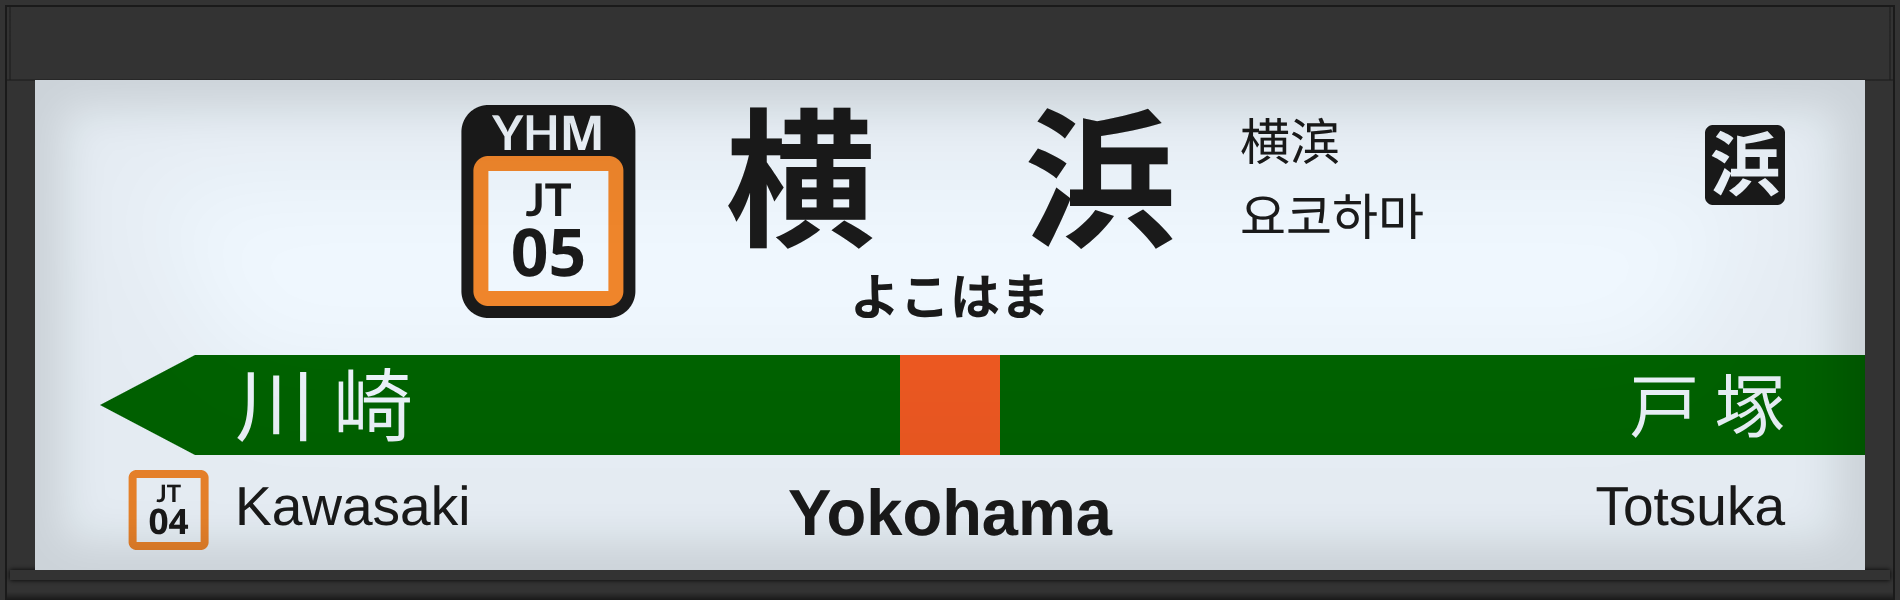 YHM
JT
05
横 浜
横滨
요코하마
浜
よこはま
川崎
戸塚
JT
04
Kawasaki
Yokohama
Totsuka